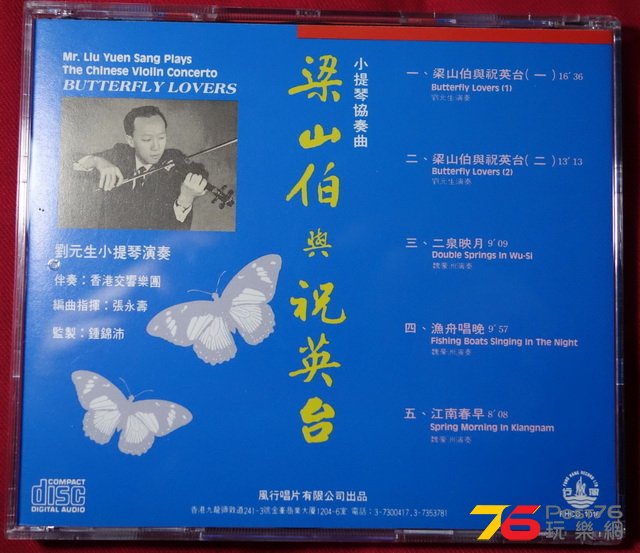 Mr. Liu Yuen Sang Plays
The Chinese Violin Concerto
BUTTERFLY LOVERS
劉元生小提琴演奏
伴奏：香港交響樂團
編曲指揮：張永壽
監製：鍾錦沛
小提琴協奏曲
梁山伯與祝英台
一、梁山伯與祝英台(一)16'36
Butterfly Lovers (1)
劉元生演奏
二、梁山伯與祝英台(二)13'13
Butterfly Lovers (2)
劉元生演奏
三、二泉映月 9'09
Double Springs In Wu-Si
四、漁舟唱晚 9'57
Fishing Boats Singing In The Night
五、江南春早 8'08
Spring Morning In Kiangnam
COMPACT
disc
DIGITAL AUDIO
風行唱片有限公司出品
3-7300417,3-7353781
76
Post76
玩樂網